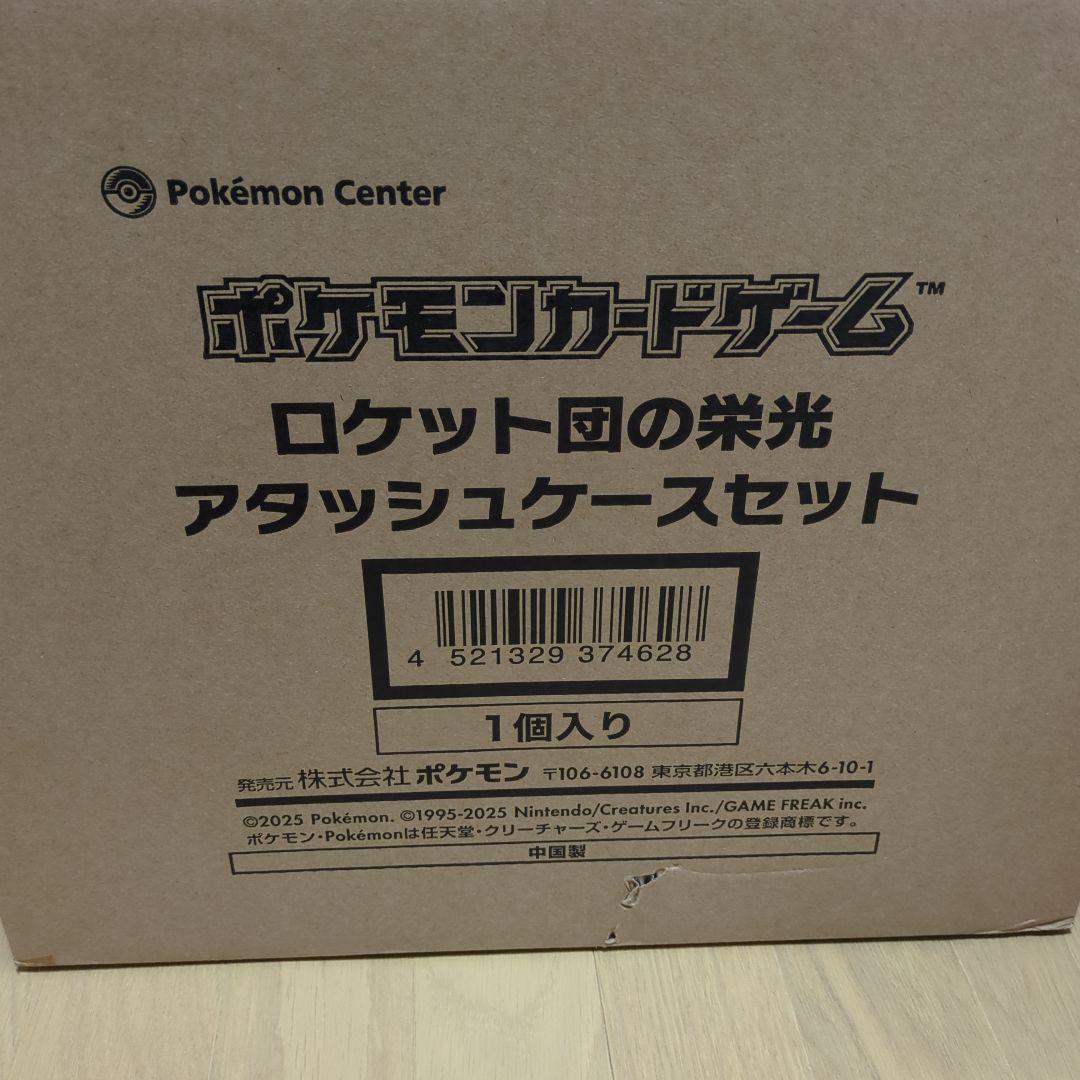 Pokémon Center
ポケモンカードゲーム™
ロケット団の栄光
アタッシュケースセット
4 521329 374628
1個入り
発売元 株式会社 ポケモン 〒106-6108 東京都港区六本木6-10-1
©2025 Pokémon. ©1995-2025 Nintendo/Creatures Inc./GAME FREAK inc.
ポケモン・Pokémonは任天堂・クリーチャーズ・ゲームフリークの登録商標です。
中国製